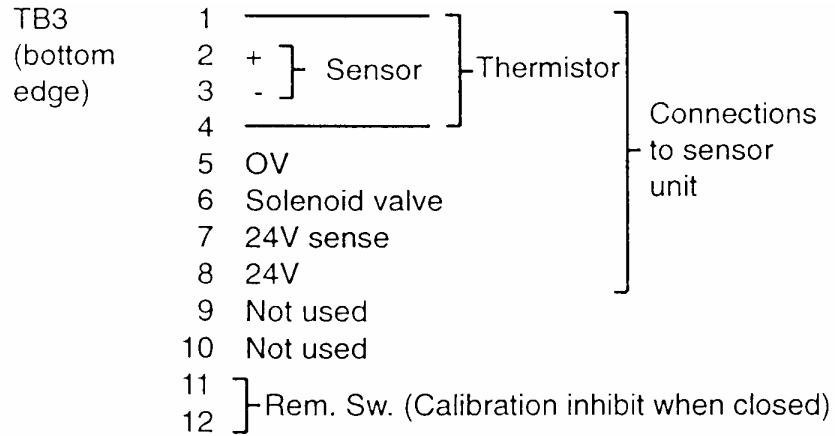 TB3 1
(bottom 2 + Sensor Thermistor
edge) 3 -
4
Connections
to sensor
unit
5 OV
6 Solenoid valve
7 24V sense
8 24V
9 Not used
10 Not used
11
12 Rem. Sw. (Calibration inhibit when closed)